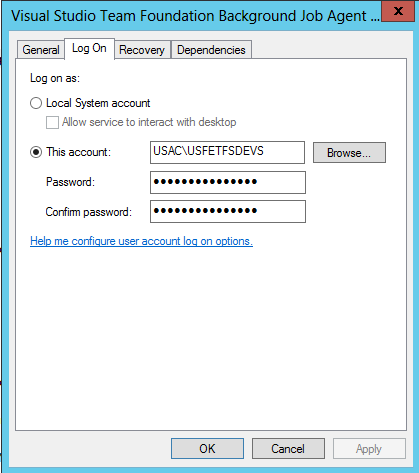 Visual Studio Team Foundation Background Job Agent ...
General Log On Recovery Dependencies
Log on as:
Local System account
Allow service to interact with desktop
This account: USAC\USFETFSDEVS Browse...
Password: •••••••••••••••
Confirm password: •••••••••••••••
Help me configure user account log on options.
OK Cancel Apply